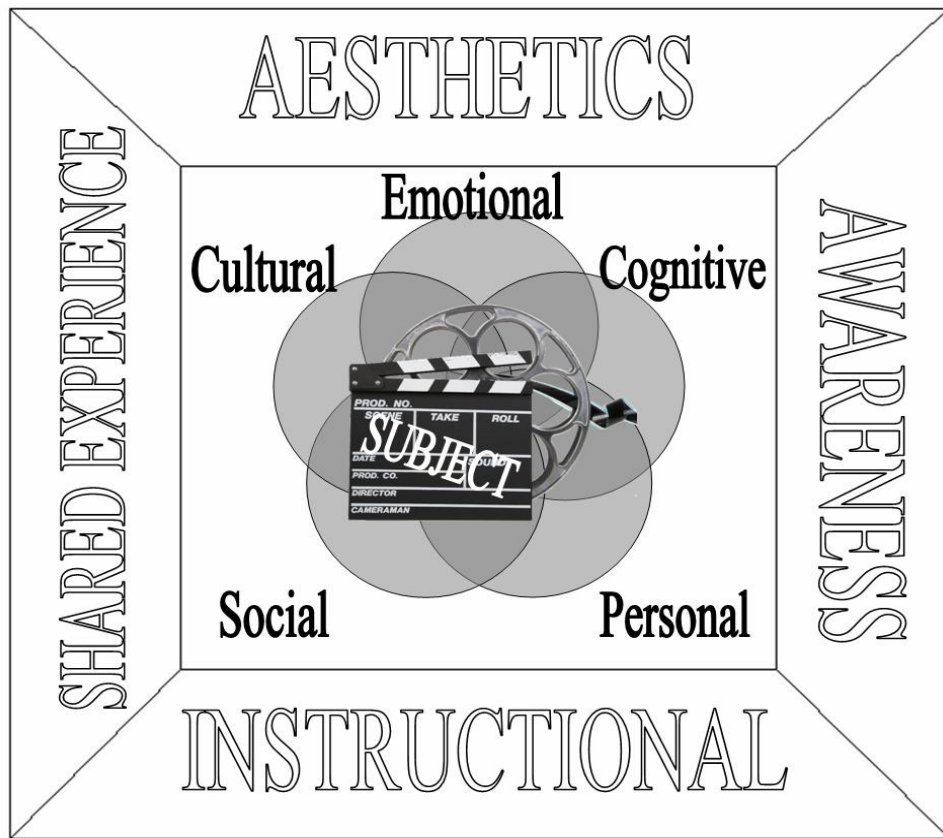 AESTHETICS
SHARED EXPERIENCE
AWARENESS
Emotional
Cultural
Cognitive
PROD. NO.
SCENE TAKE ROLL
SUBJECT
DATE SOUND
PROD. CO.
DIRECTOR
CAMERAMAN
Social
Personal
INSTRUCTIONAL